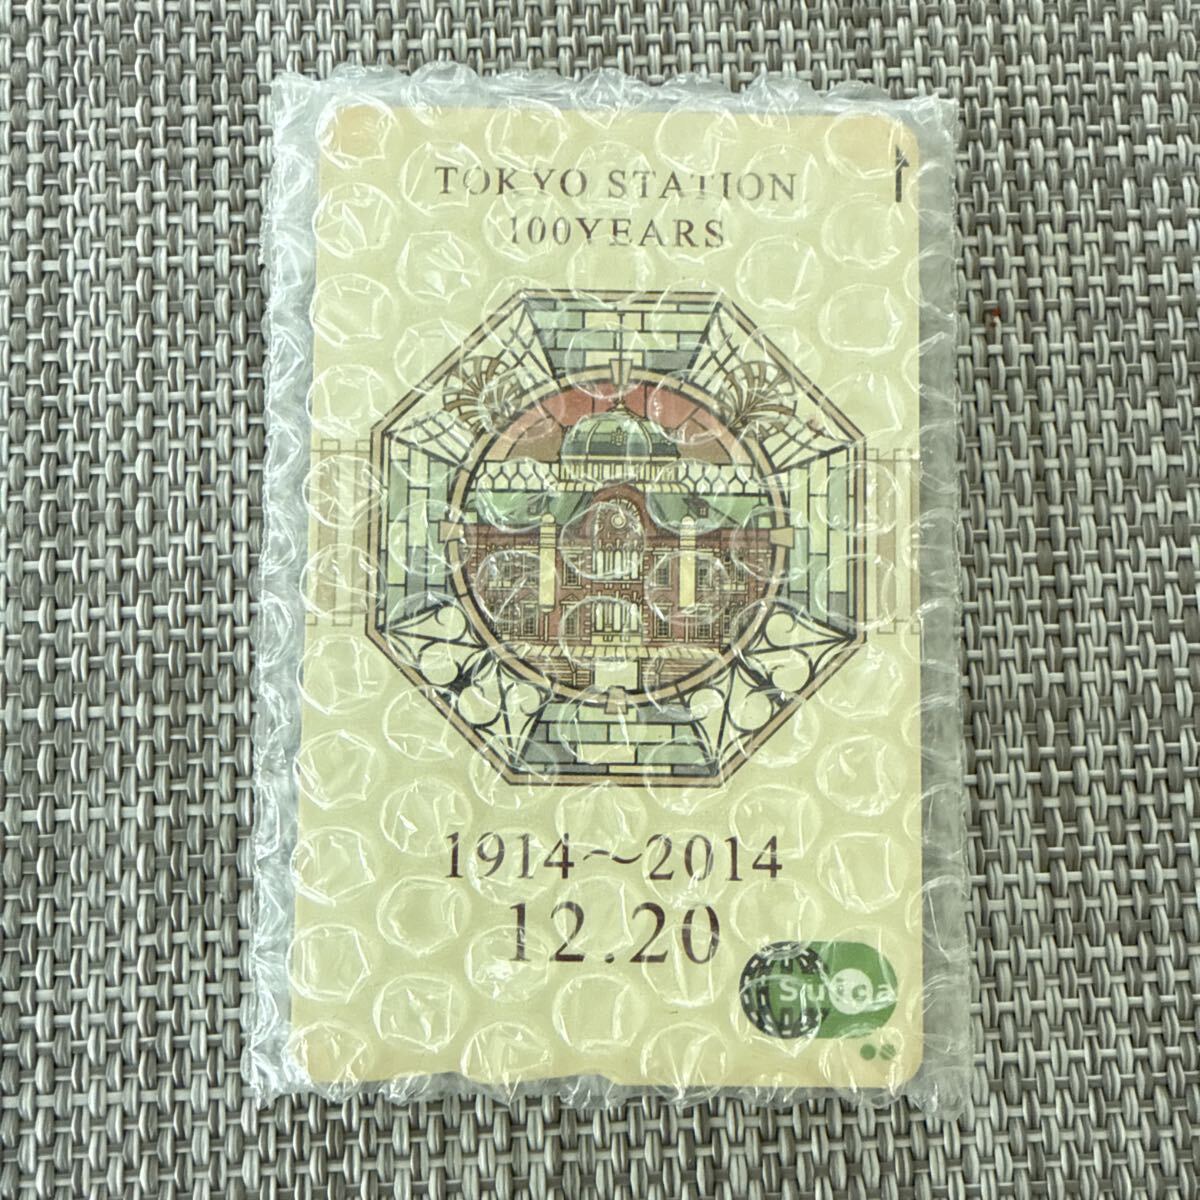 TOKYO STATION
100YEARS
1914～2014
12.20
Suica